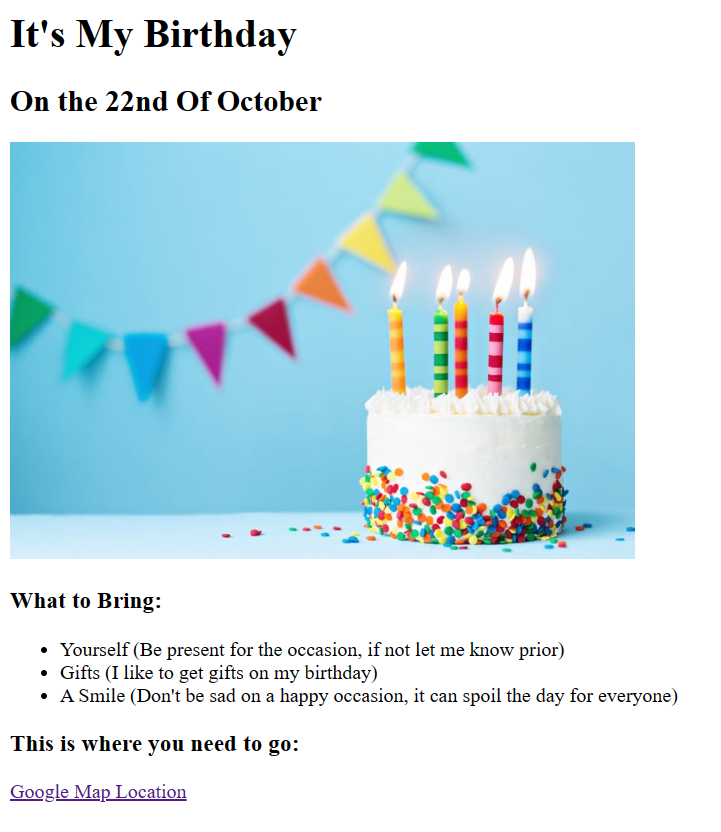 It's My Birthday
On the 22nd Of October
What to Bring:
Yourself (Be present for the occasion, if not let me know prior)
Gifts (I like to get gifts on my birthday)
A Smile (Don't be sad on a happy occasion, it can spoil the day for everyone)
This is where you need to go:
Google Map Location